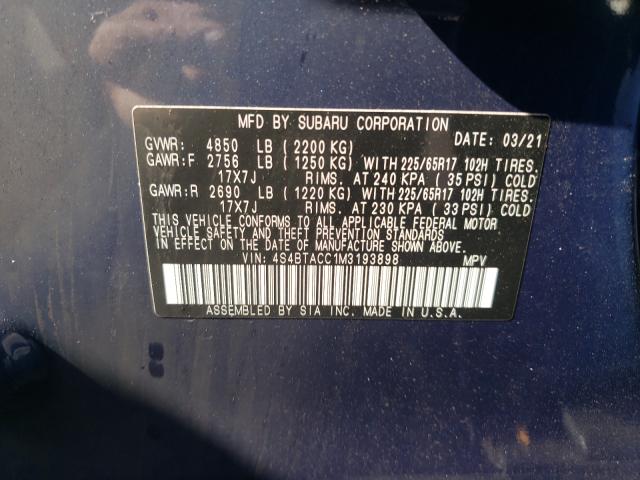 MFD BY SUBARU CORPORATION
GVWR: 4850 LB (2200 KG) DATE: 03/21
GAWR:F 2756 LB (1250 KG) WITH 225/65R17 102H TIRES.
17X7J RIMS. AT 240 KPA (35 PSI) COLD
GAWR:R 2690 LB (1220 KG) WITH 225/65R17 102H TIRES.
17X7J RIMS. AT 230 KPA (33 PSI) COLD
THIS VEHICLE CONFORMS TO ALL APPLICABLE FEDERAL MOTOR
VEHICLE SAFETY AND THEFT PREVENTION STANDARDS IN EFFECT
ON THE DATE OF MANUFACTURE SHOWN ABOVE.
VIN: 4S4BTACC1M3193898 MPV
ASSEMBLED BY SIA INC. MADE IN U.S.A.